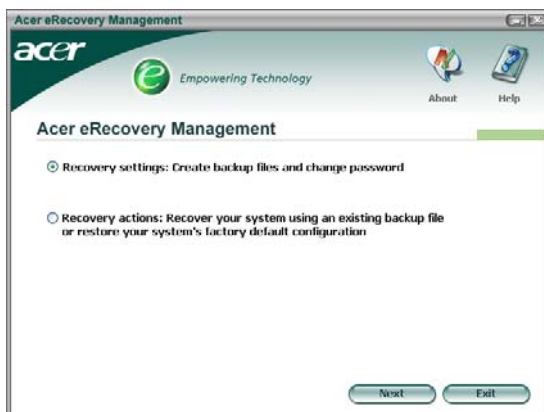 Acer eRecovery Management
acer
e Empowering Technology
About Help
Acer eRecovery Management
Recovery settings: Create backup files and change password
Recovery actions: Recover your system using an existing backup file
or restore your system's factory default configuration
Next Exit